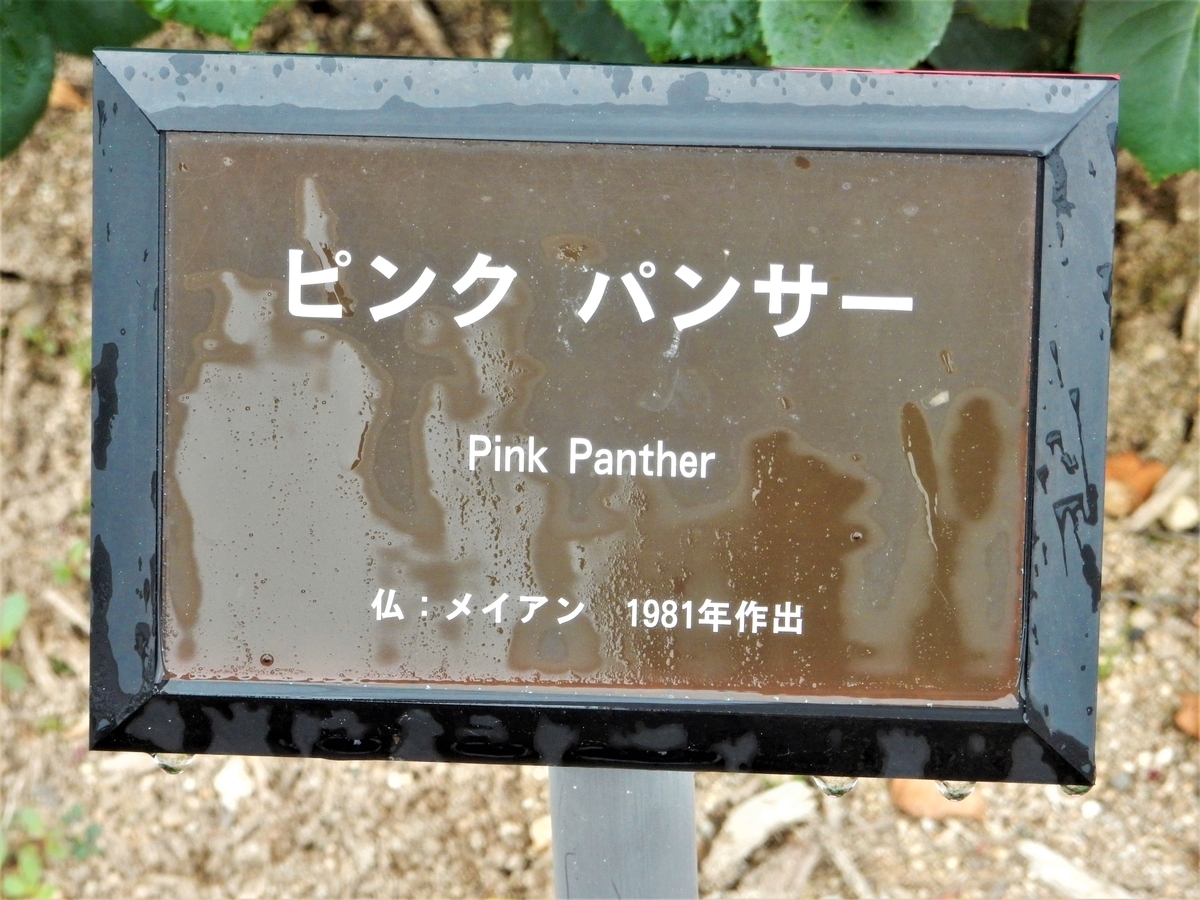 ピンク パンサー
Pink Panther
仏：メイアン　1981年作出